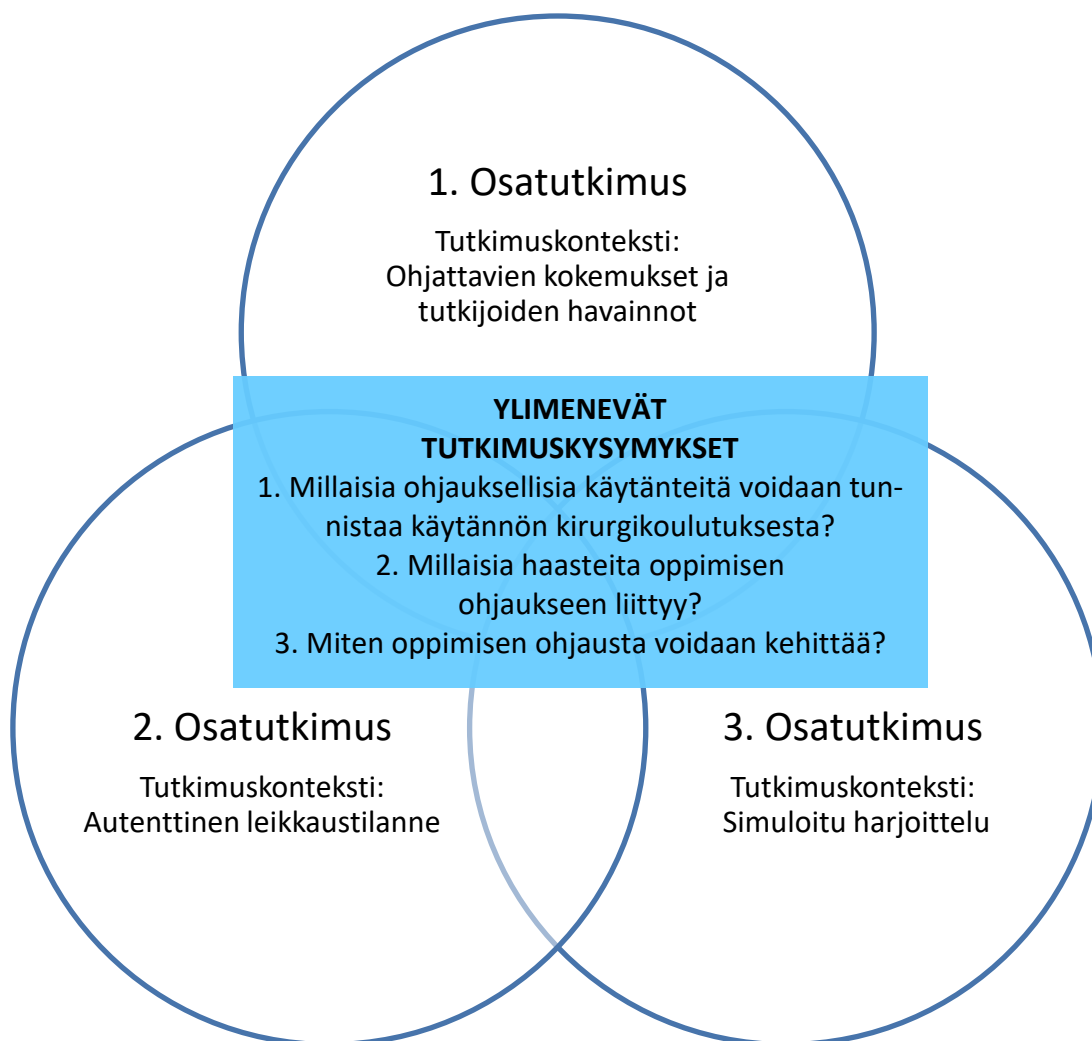 1. Osatutkimus
Tutkimuskonteksti:
Ohjattavien kokemukset ja
tutkijoiden havainnot
YLIMENEVÄT
TUTKIMUSKYSYMYKSET
1. Millaisia ohjauksellisia käytänteitä voidaan tun-
nistaa käytännön kirurgikoulutuksesta?
2. Millaisia haasteita oppimisen
ohjaukseen liittyy?
3. Miten oppimisen ohjausta voidaan kehittää?
2. Osatutkimus
Tutkimuskonteksti:
Autenttinen leikkaustilanne
3. Osatutkimus
Tutkimuskonteksti:
Simuloitu harjoittelu